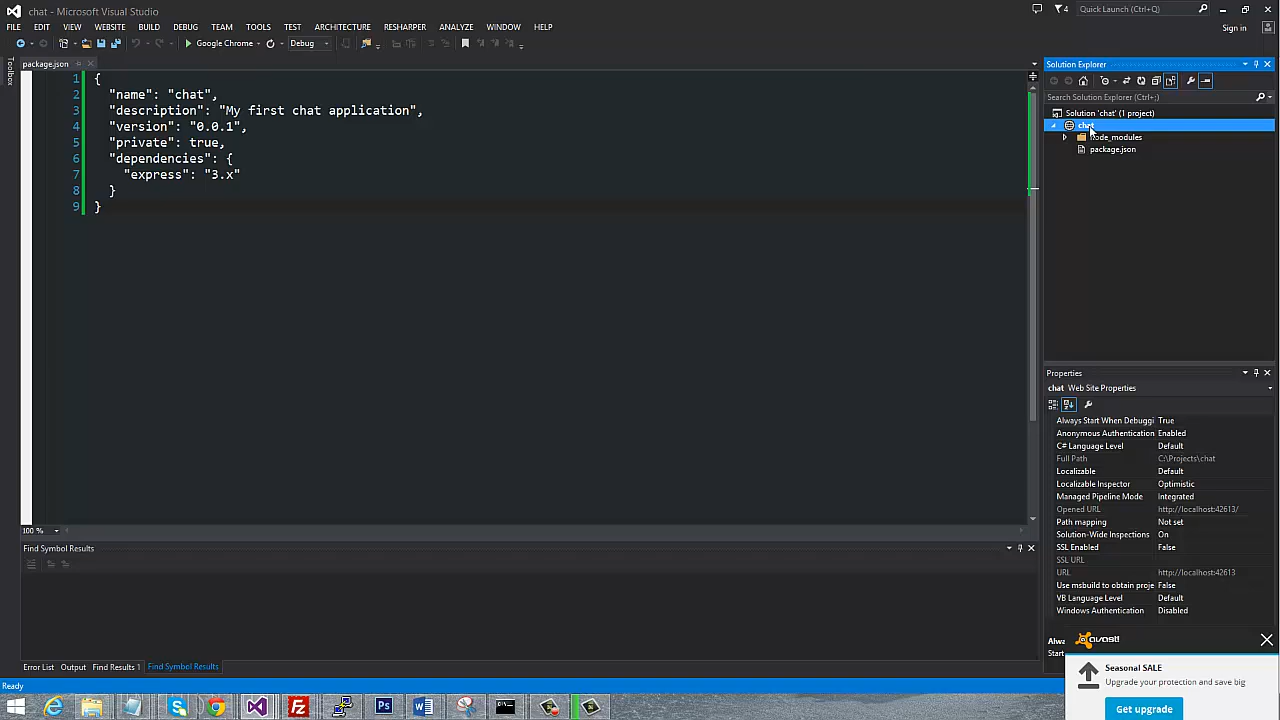 chat - Microsoft Visual Studio
4
Quick Launch (Ctrl+Q)
FILE EDIT VIEW WEBSITE BUILD DEBUG TEAM TOOLS TEST ARCHITECTURE RESHARPER ANALYZE WINDOW HELP
Sign in
Google Chrome Debug
Toolbox
package.json
1 {
2 "name": "chat",
3 "description": "My first chat application",
4 "version": "0.0.1",
5 "private": true,
6 "dependencies": {
7 "express": "3.x"
8 }
9 }
100 %
Solution Explorer
Search Solution Explorer (Ctrl+;)
Solution 'chat' (1 project)
chat
node_modules
package.json
Properties
chat Web Site Properties
Always Start When Debuggi True
Anonymous Authentication Enabled
C# Language Level Default
Full Path C:\Projects\chat
Localizable Default
Localizable Inspector Optimistic
Managed Pipeline Mode Integrated
Opened URL http://localhost:42613/
Path mapping Not set
Solution-Wide Inspections On
SSL Enabled False
SSL URL
URL http://localhost:42613
Use msbuild to obtain proje False
VB Language Level Default
Windows Authentication Disabled
Alwa
Start
Find Symbol Results
Error List Output Find Results 1 Find Symbol Results
Ready
avast!
Seasonal SALE
Upgrade your protection and save big
Get upgrade
Fz
Ps